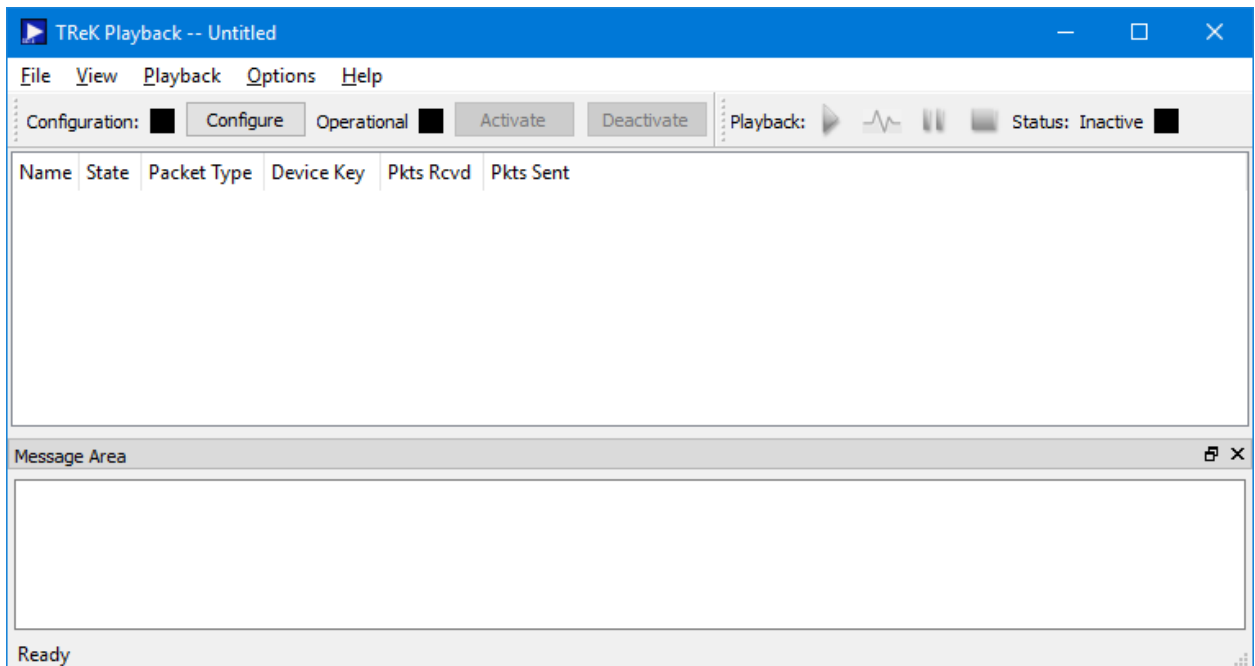 TReK Playback -- Untitled
File View Playback Options Help
Configuration: Configure Operational Activate Deactivate Playback: Status: Inactive
Name State Packet Type Device Key Pkts Rcvd Pkts Sent
Message Area
Ready